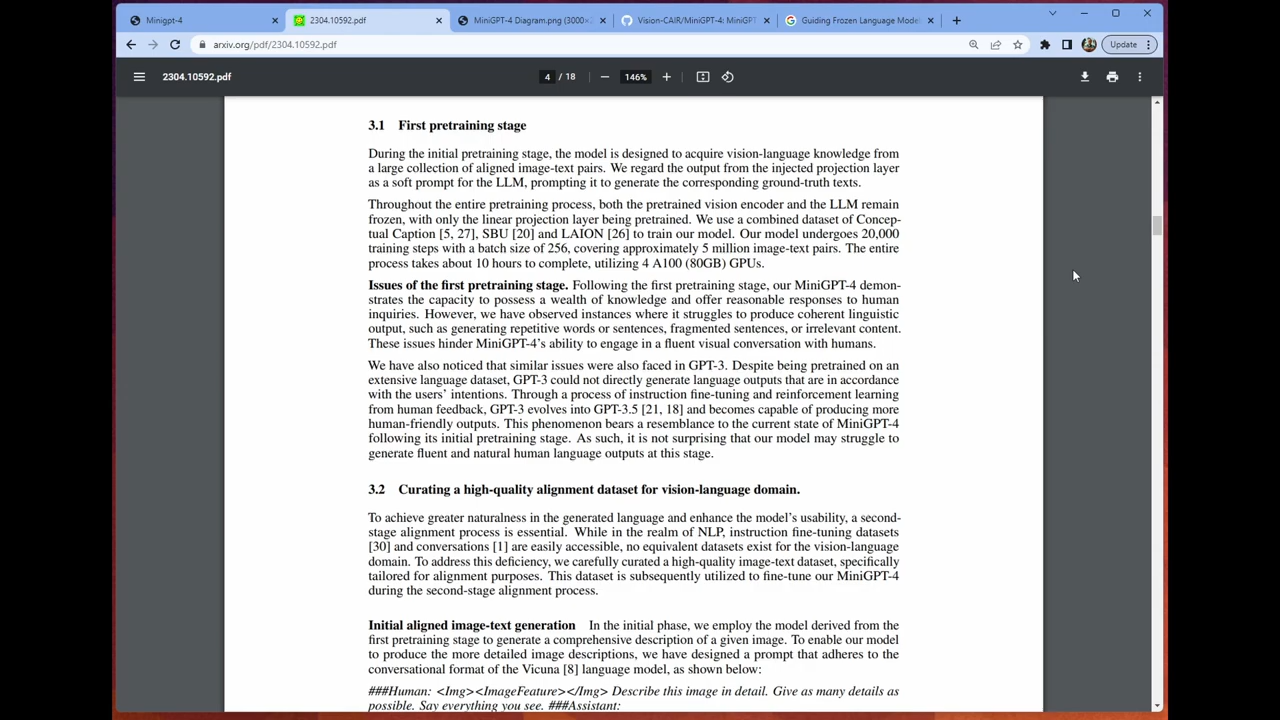 Minigpt-4
2304.10592.pdf
MiniGPT-4 Diagram.png (3000×2
Vision-CAIR/MiniGPT-4: MiniGPT
Guiding Frozen Language Model
arxiv.org/pdf/2304.10592.pdf
Update
2304.10592.pdf
4 / 18
146%
3.1 First pretraining stage
During the initial pretraining stage, the model is designed to acquire vision-language knowledge from
a large collection of aligned image-text pairs. We regard the output from the injected projection layer
as a soft prompt for the LLM, prompting it to generate the corresponding ground-truth texts.
Throughout the entire pretraining process, both the pretrained vision encoder and the LLM remain
frozen, with only the linear projection layer being pretrained. We use a combined dataset of Concep-
tual Caption [5, 27], SBU [20] and LAION [26] to train our model. Our model undergoes 20,000
training steps with a batch size of 256, covering approximately 5 million image-text pairs. The entire
process takes about 10 hours to complete, utilizing 4 A100 (80GB) GPUs.
Issues of the first pretraining stage. Following the first pretraining stage, our MiniGPT-4 demon-
strates the capacity to possess a wealth of knowledge and offer reasonable responses to human
inquiries. However, we have observed instances where it struggles to produce coherent linguistic
output, such as generating repetitive words or sentences, fragmented sentences, or irrelevant content.
These issues hinder MiniGPT-4's ability to engage in a fluent visual conversation with humans.
We have also noticed that similar issues were also faced in GPT-3. Despite being pretrained on an
extensive language dataset, GPT-3 could not directly generate language outputs that are in accordance
with the users' intentions. Through a process of instruction fine-tuning and reinforcement learning
from human feedback, GPT-3 evolves into GPT-3.5 [21, 18] and becomes capable of producing more
human-friendly outputs. This phenomenon bears a resemblance to the current state of MiniGPT-4
following its initial pretraining stage. As such, it is not surprising that our model may struggle to
generate fluent and natural human language outputs at this stage.
3.2 Curating a high-quality alignment dataset for vision-language domain.
To achieve greater naturalness in the generated language and enhance the model's usability, a second-
stage alignment process is essential. While in the realm of NLP, instruction fine-tuning datasets
[30] and conversations [1] are easily accessible, no equivalent datasets exist for the vision-language
domain. To address this deficiency, we carefully curated a high-quality image-text dataset, specifically
tailored for alignment purposes. This dataset is subsequently utilized to fine-tune our MiniGPT-4
during the second-stage alignment process.
Initial aligned image-text generation In the initial phase, we employ the model derived from the
first pretraining stage to generate a comprehensive description of a given image. To enable our model
to produce the more detailed image descriptions, we have designed a prompt that adheres to the
conversational format of the Vicuna [8] language model, as shown below:
###Human: <Img><ImageFeature></Img> Describe this image in detail. Give as many details as
possible. Say everything you see. ###Assistant: